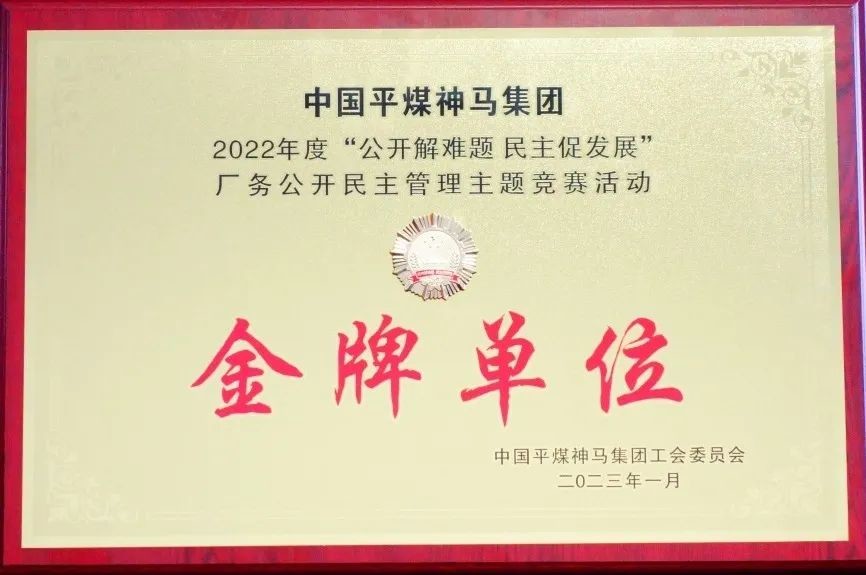 中国平煤神马集团
2022年度“公开解难题 民主促发展”
厂务公开民主管理主题竞赛活动
金牌单位
中国平煤神马集团工会委员会
二〇二三年一月